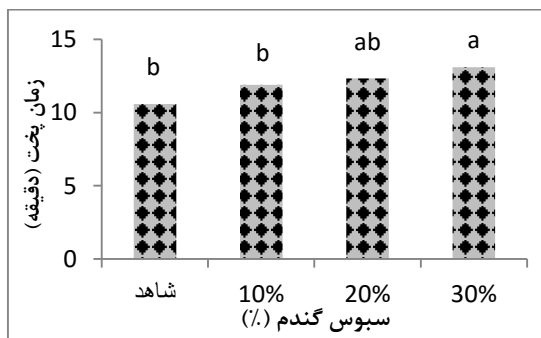 زمان پخت (دقیقه)
15
10
5
0
b b ab a
شاهد 10% 20% 30%
سبوس گندم (٪)